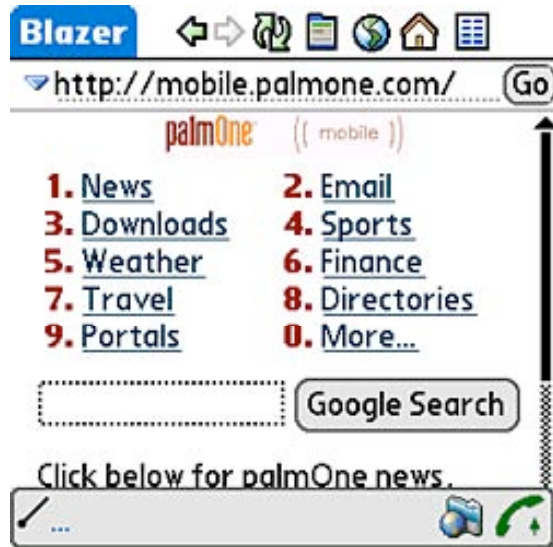 Blazer
http://mobile.palmone.com/ Go
palmOne (( mobile ))
1. News 2. Email
3. Downloads 4. Sports
5. Weather 6. Finance
7. Travel 8. Directories
9. Portals 0. More...
Google Search
Click below for palmOne news.
...